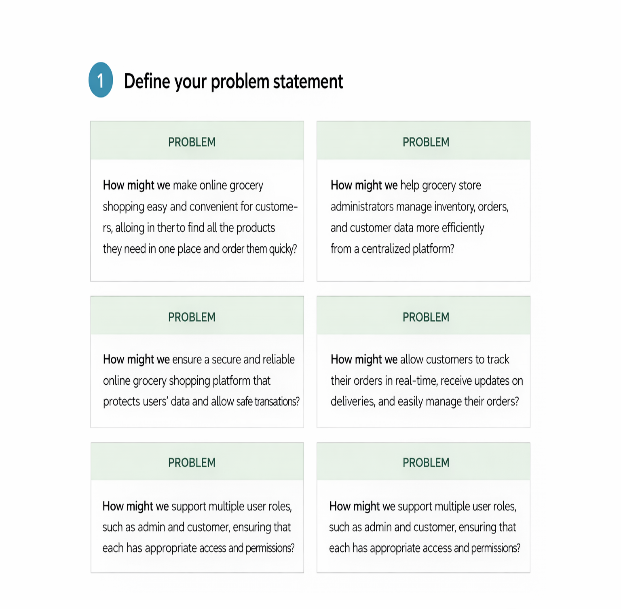 1 Define your problem statement
PROBLEM
How might we make online grocery
shopping easy and convenient for custome-
rs, alloing in ther to find all the products
they need in one place and order them quicky?
PROBLEM
How might we help grocery store
administrators manage inventory, orders,
and customer data more efficiently
from a centralized platform?
PROBLEM
How might we ensure a secure and reliable
online grocery shopping platform that
protects users' data and allow safe transations?
PROBLEM
How might we allow customers to track
their orders in real-time, receive updates on
deliveries, and easily manage their orders?
PROBLEM
How might we support multiple user roles,
such as admin and customer, ensuring that
each has appropriate access and permissions?
PROBLEM
How might we support multiple user roles,
such as admin and customer, ensuring that
each has appropriate access and permissions?